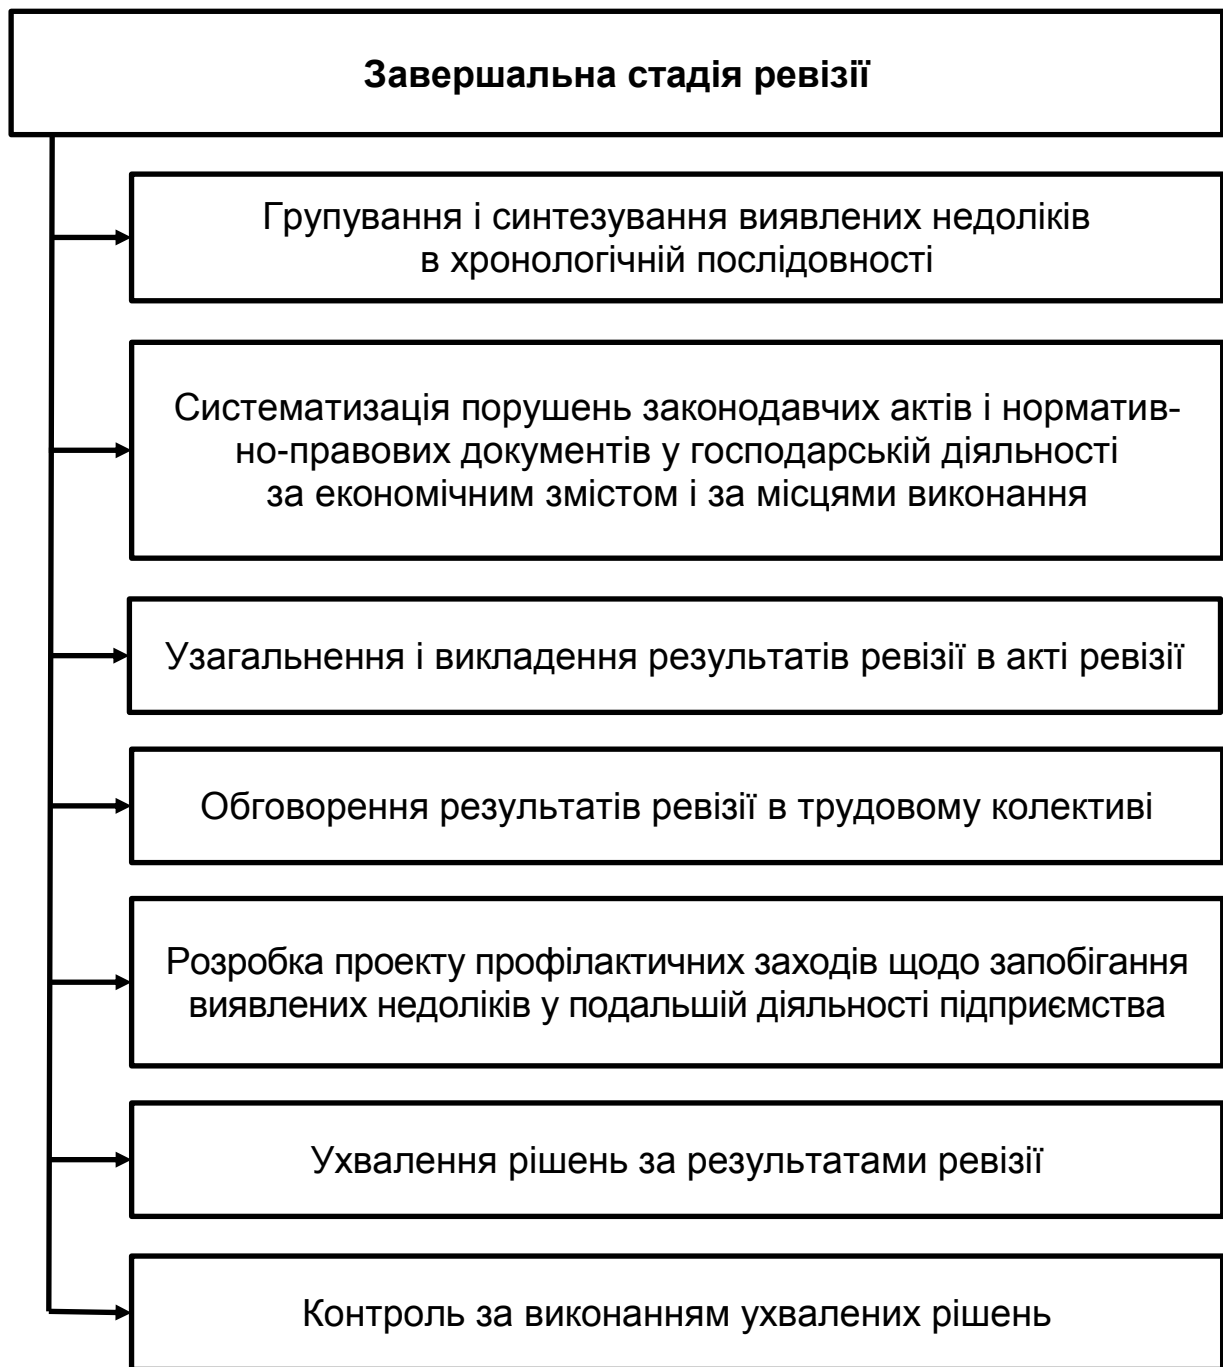 Завершальна стадія ревізії
Групування і синтезування виявлених недоліків
в хронологічній послідовності
Систематизація порушень законодавчих актів і норматив-
но-правових документів у господарській діяльності
за економічним змістом і за місцями виконання
Узагальнення і викладення результатів ревізії в акті ревізії
Обговорення результатів ревізії в трудовому колективі
Розробка проекту профілактичних заходів щодо запобігання
виявлених недоліків у подальшій діяльності підприємства
Ухвалення рішень за результатами ревізії
Контроль за виконанням ухвалених рішень